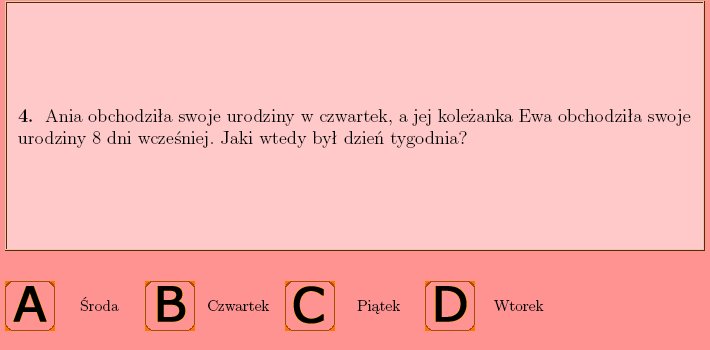 4. Ania obchodziła swoje urodziny w czwartek, a jej koleżanka Ewa obchodziła swoje
urodziny 8 dni wcześniej. Jaki wtedy był dzień tygodnia?
A Środa B Czwartek C Piątek D Wtorek